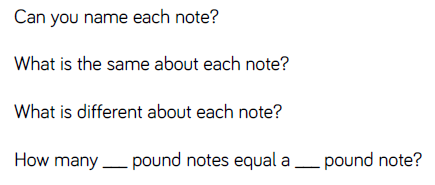 Can you name each note?
What is the same about each note?
What is different about each note?
How many ___ pound notes equal a ___ pound note?